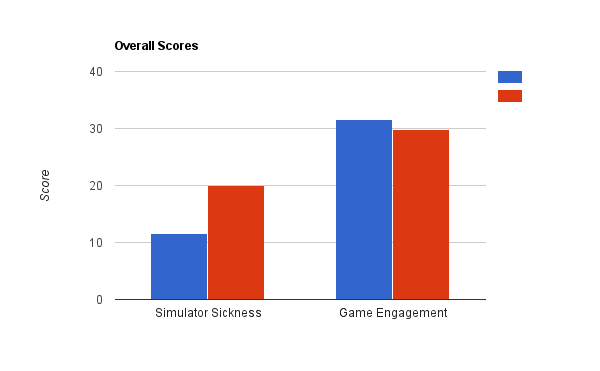 Overall Scores
40
30
20
10
0
Score
Simulator Sickness
Game Engagement